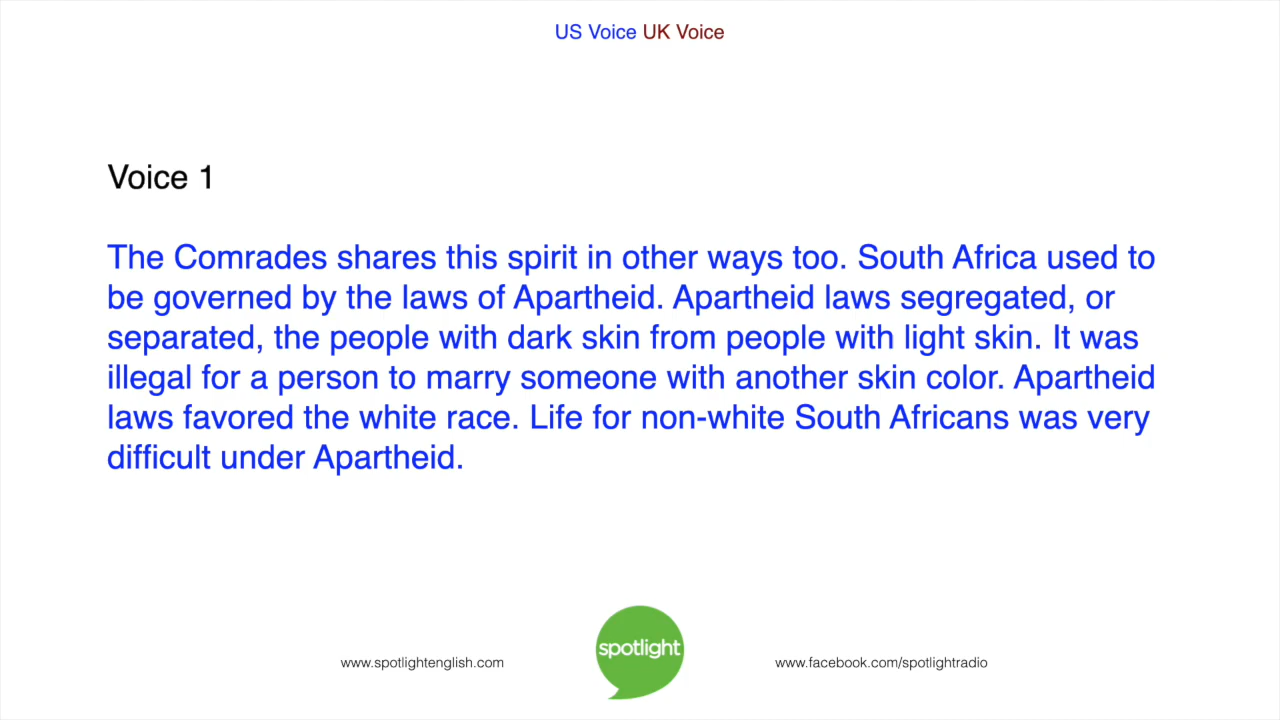 US Voice UK Voice
Voice 1
The Comrades shares this spirit in other ways too. South Africa used to
be governed by the laws of Apartheid. Apartheid laws segregated, or
separated, the people with dark skin from people with light skin. It was
illegal for a person to marry someone with another skin color. Apartheid
laws favored the white race. Life for non-white South Africans was very
difficult under Apartheid.
spotlight
www.spotlightenglish.com
www.facebook.com/spotlightradio